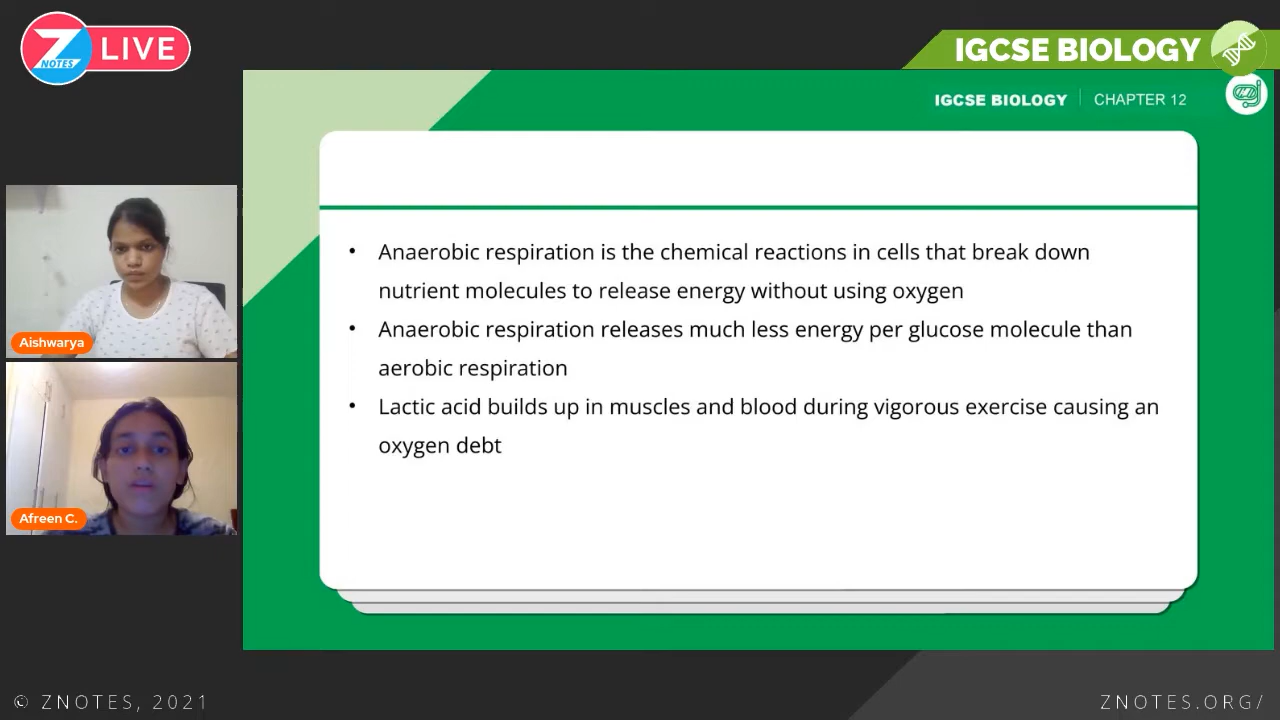 Z NOTES LIVE
IGCSE BIOLOGY
IGCSE BIOLOGY | CHAPTER 12
• Anaerobic respiration is the chemical reactions in cells that break down
nutrient molecules to release energy without using oxygen
• Anaerobic respiration releases much less energy per glucose molecule than
aerobic respiration
• Lactic acid builds up in muscles and blood during vigorous exercise causing an
oxygen debt
Aishwarya
Afreen C.
© ZNOTES, 2021
ZNOTES.ORG/